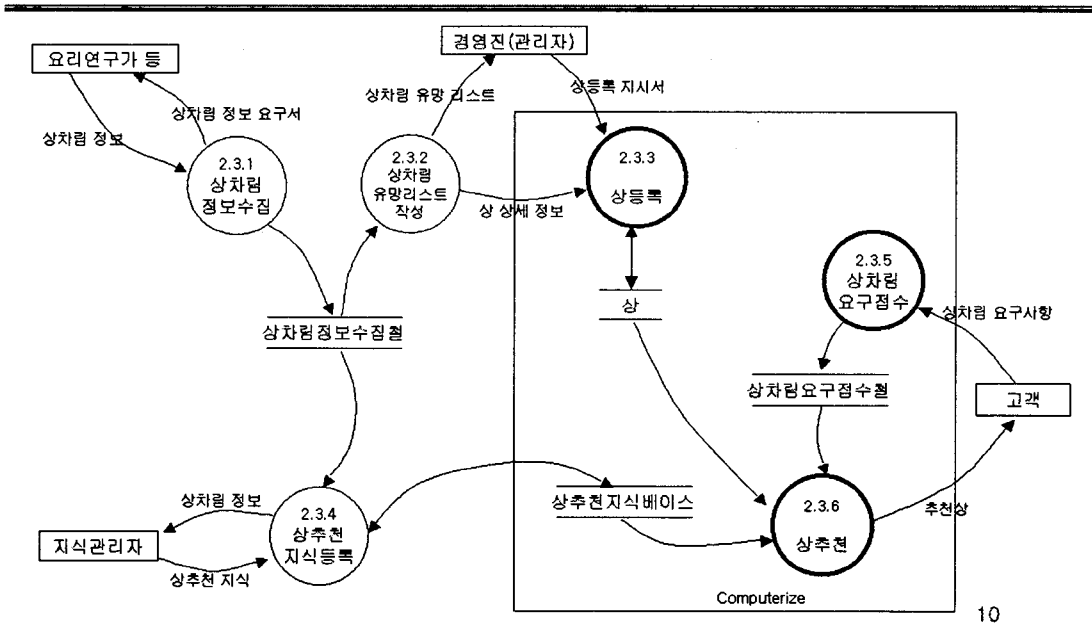 요리연구가 등
경영진(관리자)
상차림 정보 요구서
상차림 정보
상차림 유망 리스트
상등록 지시서
2.3.1
상차림
정보수집
2.3.2
상차림
유망리스트
작성
상 상세 정보
2.3.3
상등록
2.3.5
상차림
요구접수
상
상차림정보수집철
상차림 요구사항
상차림요구접수철
고객
상차림 정보
2.3.4
상추천
지식등록
지식관리자
상추천 지식
상추천지식베이스
2.3.6
상추천
추천상
Computerize
10